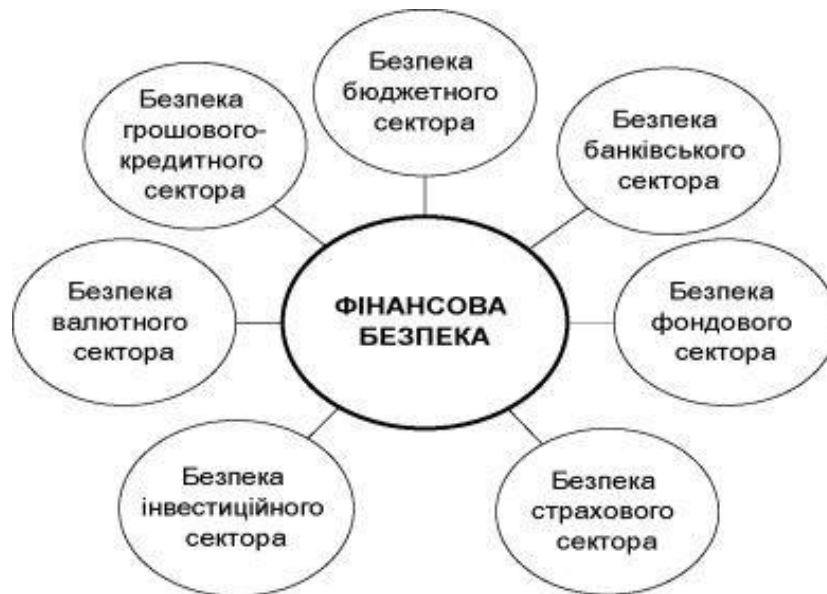 Безпека
бюджетного
сектора
Безпека
грошового-
кредитного
сектора
Безпека
банківського
сектора
Безпека
валютного
сектора
ФІНАНСОВА
БЕЗПЕКА
Безпека
фондового
сектора
Безпека
інвестиційного
сектора
Безпека
страхового
сектора